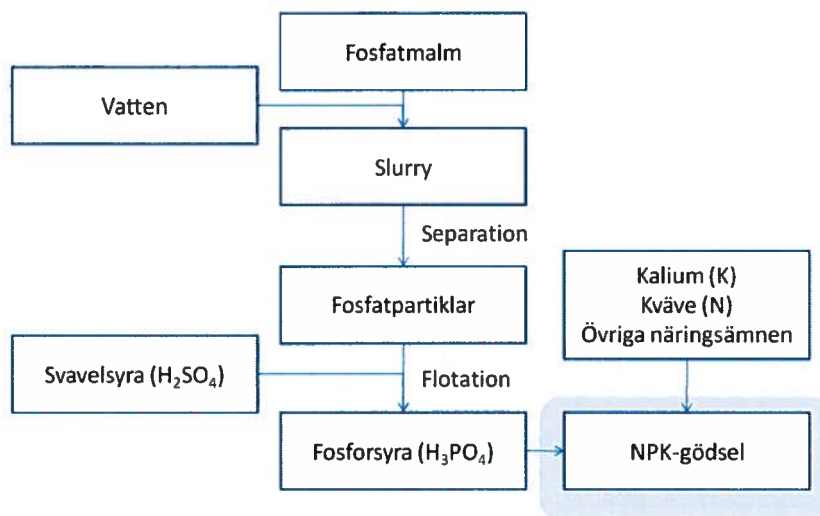 Fosfatmalm
Vatten
Slurry
Separation
Fosfatpartiklar
Kalium (K)
Kväve (N)
Övriga näringsämnen
Svavelsyra (H₂SO₄)
Flotation
Fosforsyra (H₃PO₄)
NPK-gödsel